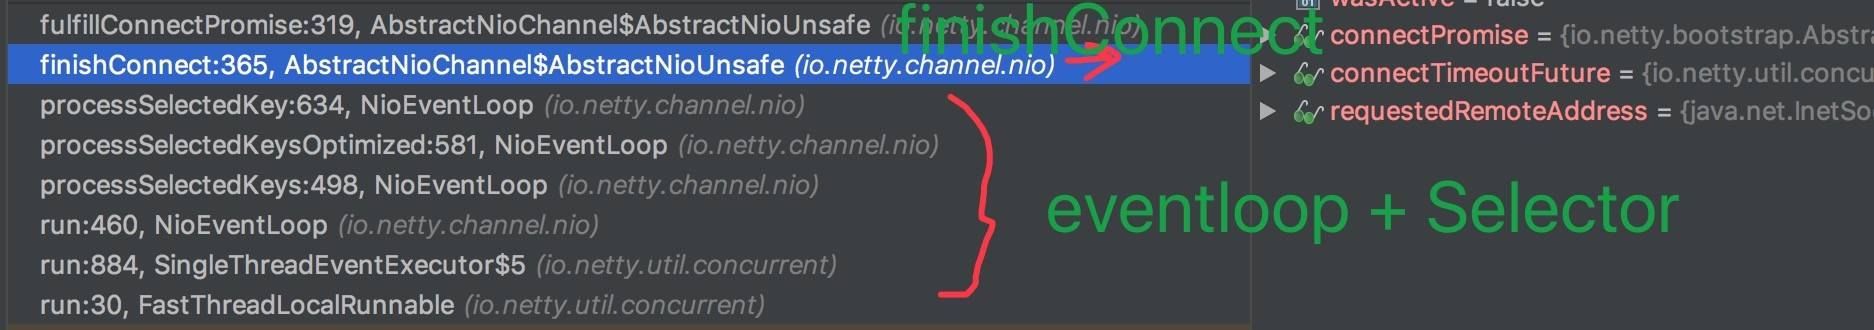 fulfillConnectPromise:319, AbstractNioChannel$AbstractNioUnsafe (io.netty.channel.nio)
finishConnect
finishConnect:365, AbstractNioChannel$AbstractNioUnsafe (io.netty.channel.nio)
processSelectedKey:634, NioEventLoop (io.netty.channel.nio)
processSelectedKeysOptimized:581, NioEventLoop (io.netty.channel.nio)
processSelectedKeys:498, NioEventLoop (io.netty.channel.nio)
run:460, NioEventLoop (io.netty.channel.nio)
run:884, SingleThreadEventExecutor$5 (io.netty.util.concurrent)
run:30, FastThreadLocalRunnable (io.netty.util.concurrent)
eventloop + Selector
01 wasActive = false
connectPromise = {io.netty.bootstrap.Abstra
connectTimeoutFuture = {io.netty.util.concu
requestedRemoteAddress = {java.net.InetSo